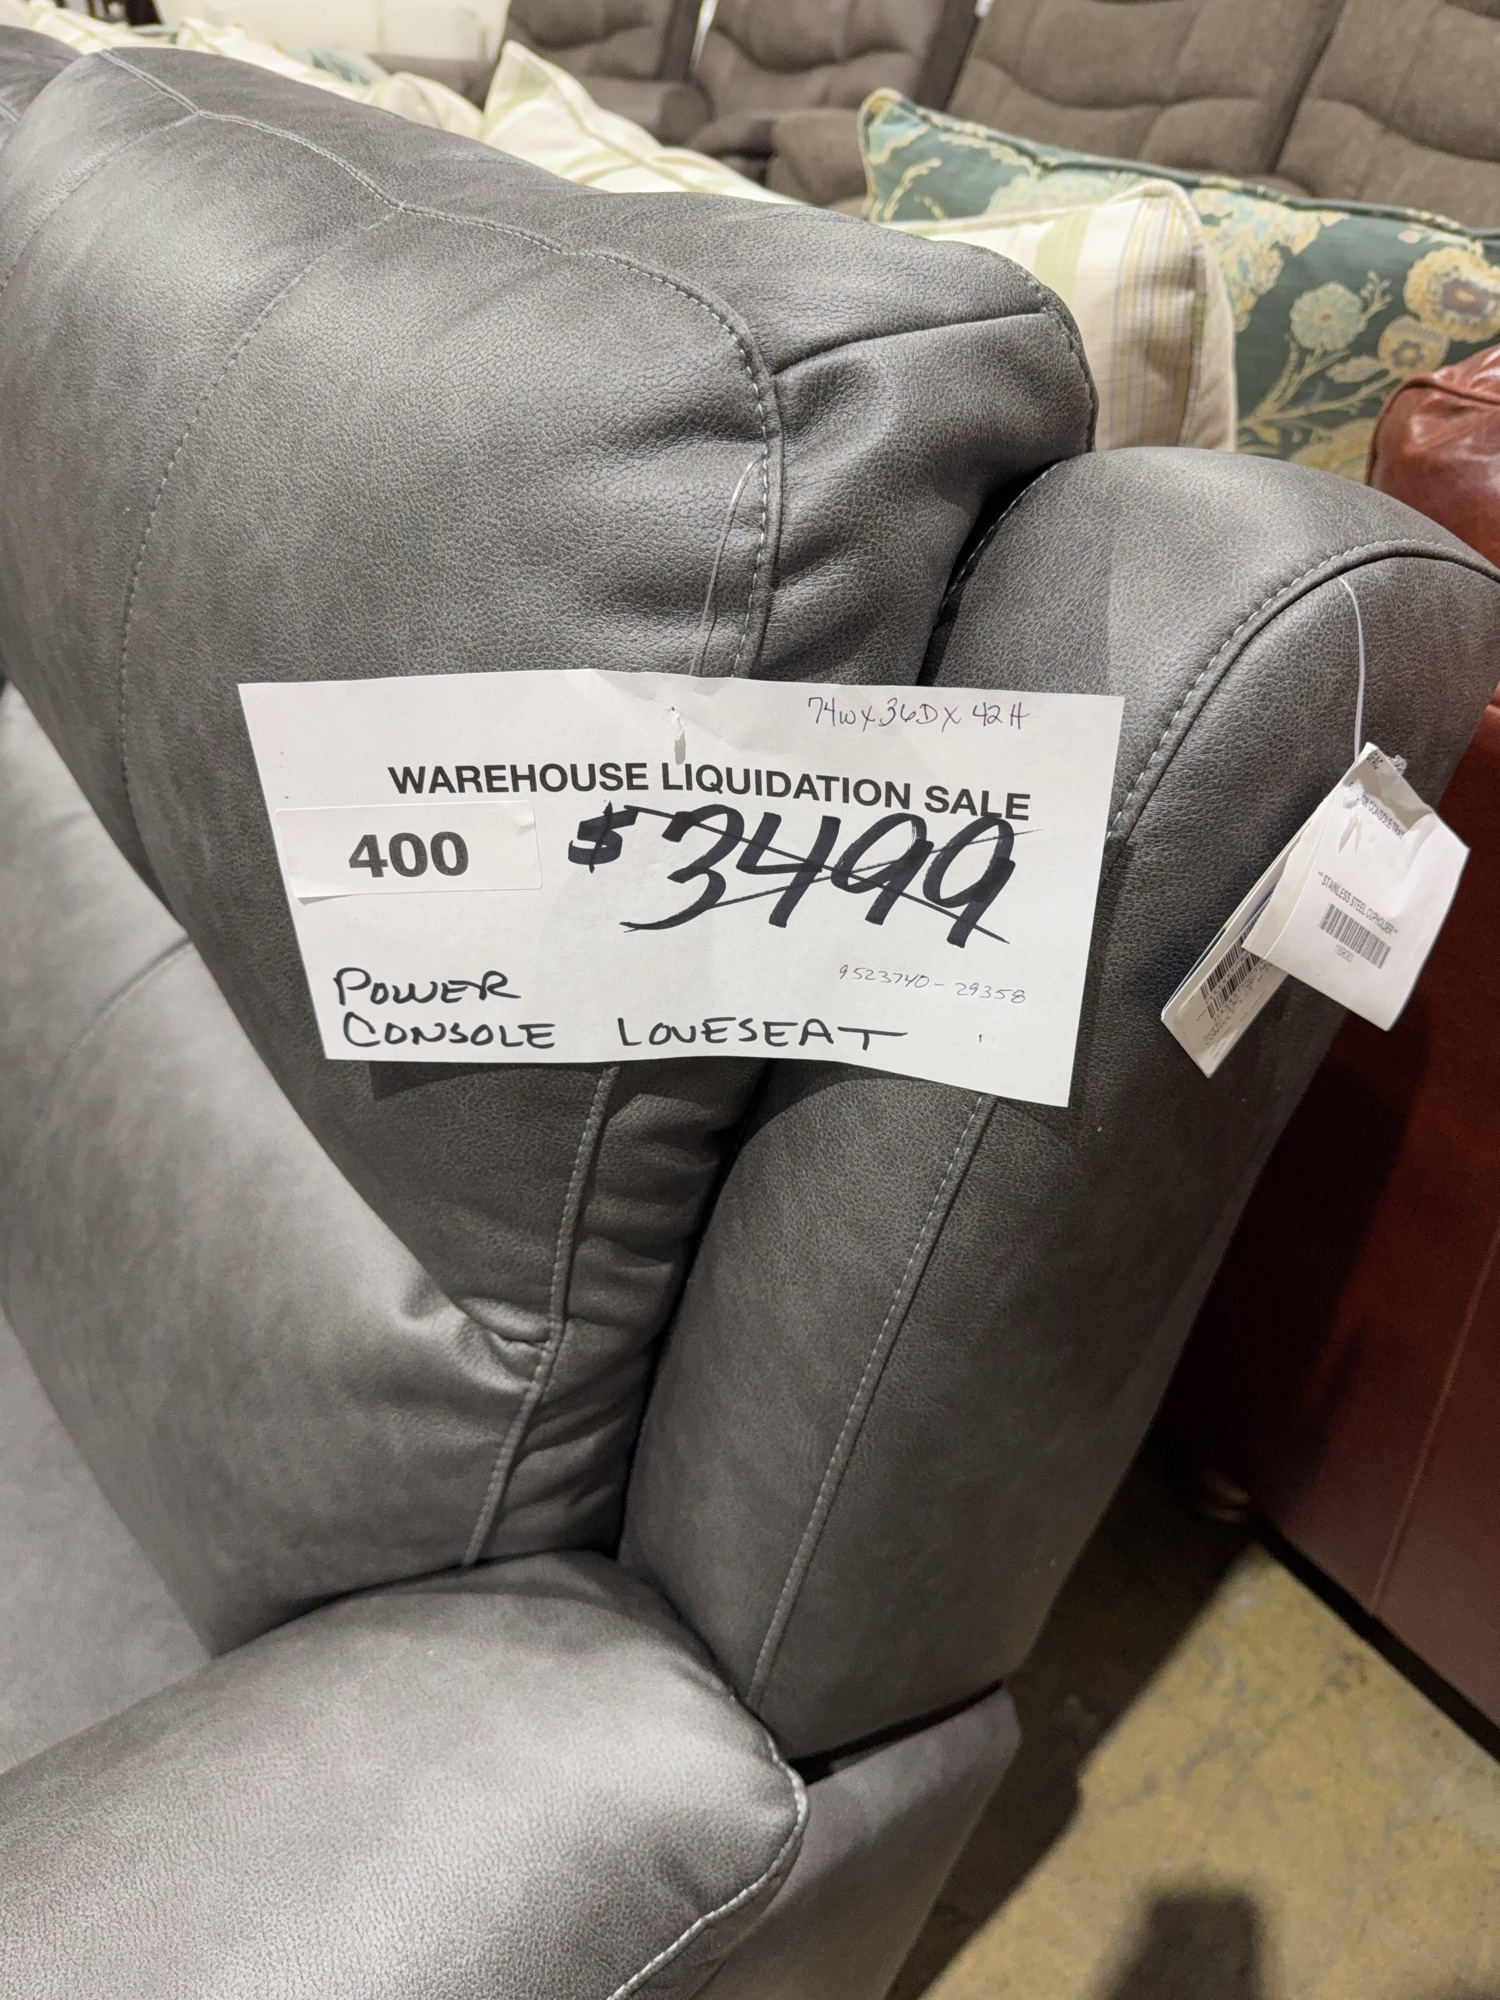 74W X 36D X 42H
WAREHOUSE LIQUIDATION SALE
400 $3499
9523740-29358
POWER
CONSOLE LOVESEAT
"STAINLESS STEEL CUPHOLDER"